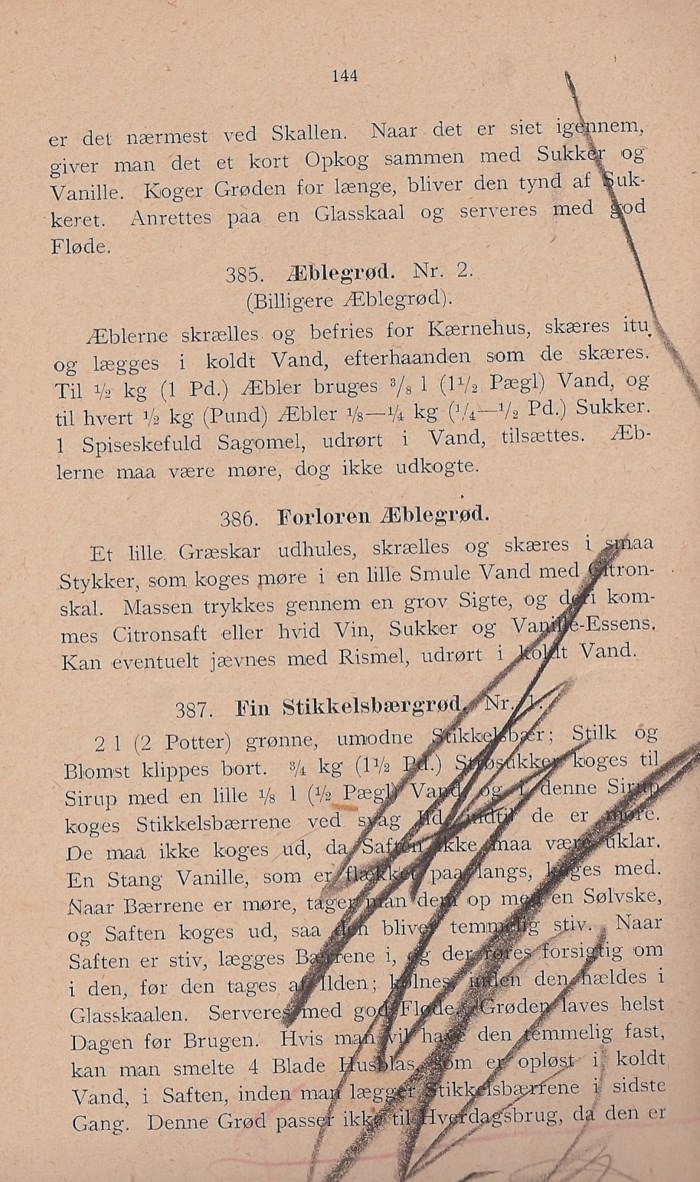 144
er det nærmest ved Skallen. Naar det er siet igennem,
giver man det et kort Opkog sammen med Sukker og
Vanille. Koger Grøden for længe, bliver den tynd af Suk-
keret. Anrettes paa en Glasskaal og serveres med god
Fløde.
385. Æblegrød. Nr. 2.
(Billigere Æblegrød).
Æblerne skrælles og befries for Kærnehus, skæres itu
og lægges i koldt Vand, efterhaanden som de skæres.
Til ½ kg (1 Pd.) Æbler bruges ³/₈ l (1½ Pægl) Vand, og
til hvert ½ kg (Pund) Æbler ⅛—¼ kg (¼—½ Pd.) Sukker.
1 Spiseskefuld Sagomel, udrørt i Vand, tilsættes. Æb-
lerne maa være møre, dog ikke udkogte.
386. Forloren Æblegrød.
Et lille Græskar udhules, skrælles og skæres i smaa
Stykker, som koges møre i en lille Smule Vand med Citron-
skal. Massen trykkes gennem en grov Sigte, og deri kom-
mes Citronsaft eller hvid Vin, Sukker og Vanille-Essens.
Kan eventuelt jævnes med Rismel, udrørt i koldt Vand.
387. Fin Stikkelsbærgrød. Nr. 1.
2 l (2 Potter) grønne, umodne Stikkelsbær; Stilk og
Blomst klippes bort. ¾ kg (1½ Pd.) Strøsukker koges til
Sirup med en lille ⅛ l (½ Pægl) Vand, og i denne Sirup
koges Stikkelsbærrene ved svag Ild, indtil de er møre.
De maa ikke koges ud, da Saften ikke maa være uklar.
En Stang Vanille, som er flækket paa langs, koges med.
Naar Bærrene er møre, tager man dem op med en Sølvske,
og Saften koges ud, saa den bliver temmelig stiv. Naar
Saften er stiv, lægges Bærrene i, og der røres forsigtig om
i den, før den tages af Ilden; kølnes, inden den hældes i
Glasskaalen. Serveres med god Fløde. Grøden laves helst
Dagen før Brugen. Hvis man vil have den temmelig fast,
kan man smelte 4 Blade Husblas, som er opløst i koldt
Vand, i Saften, inden man lægger Stikkelsbærrene i sidste
Gang. Denne Grød passer ikke til Hverdagsbrug, da den er